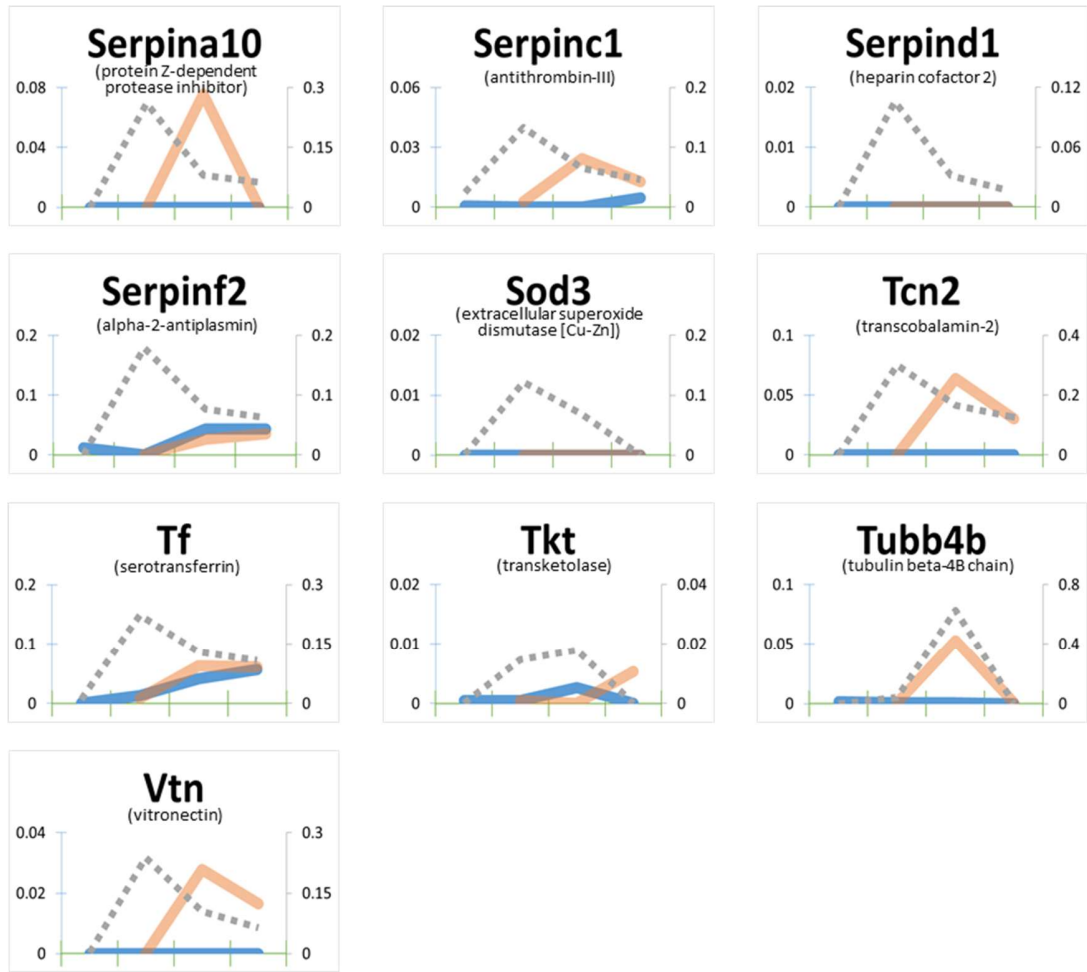 Serpina10
(protein Z-dependent
protease inhibitor)
0.08
0.04
0
0.3
0.15
0
Serpinc1
(antithrombin-III)
0.06
0.03
0
0.2
0.1
0
Serpind1
(heparin cofactor 2)
0.02
0.01
0
0.12
0.06
0
Serpinf2
(alpha-2-antiplasmin)
0.2
0.1
0
0.2
0.1
0
Sod3
(extracellular superoxide
dismutase [Cu-Zn])
0.02
0.01
0
0.2
0.1
0
Tcn2
(transcobalamin-2)
0.1
0.05
0
0.4
0.2
0
Tf
(serotransferrin)
0.2
0.1
0
0.3
0.15
0
Tkt
(transketolase)
0.02
0.01
0
0.04
0.02
0
Tubb4b
(tubulin beta-4B chain)
0.1
0.05
0
0.8
0.4
0
Vtn
(vitronectin)
0.04
0.02
0
0.3
0.15
0